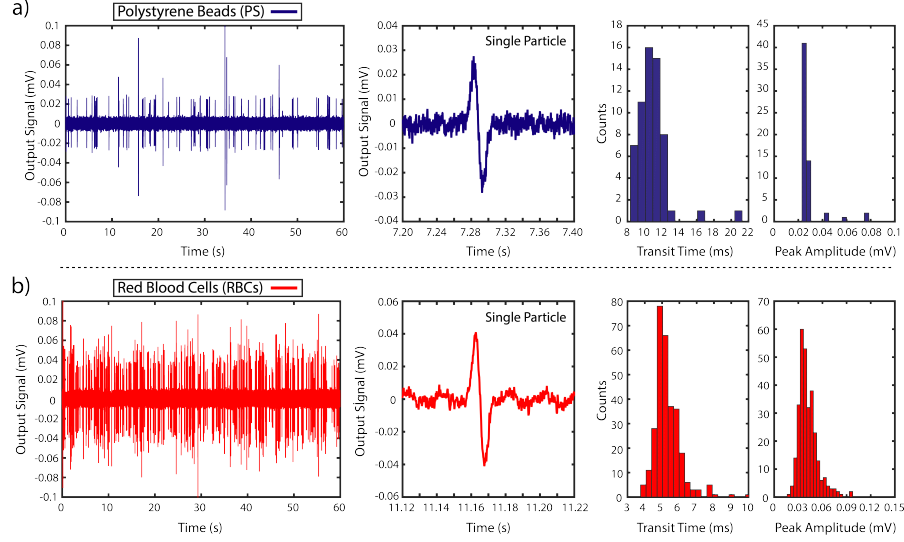 a)
Polystyrene Beads (PS)
Output Signal (mV)
0.1
0.08
0.06
0.04
0.02
0
-0.02
-0.04
-0.06
-0.08
-0.1
0 10 20 30 40 50 60
Time (s)
Single Particle
Output Signal (mV)
0.04
0.03
0.02
0.01
0
-0.01
-0.02
-0.03
-0.04
7.20 7.24 7.28 7.32 7.36 7.40
Time (s)
Counts
18
16
14
12
10
8
6
4
2
0
8 10 12 14 16 18 20 22
Transit Time (ms)
45
40
35
30
25
20
15
10
5
0
0 0.02 0.04 0.06 0.08 0.1
Peak Amplitude (mV)
b)
Red Blood Cells (RBCs)
Output Signal (mV)
0.1
0.08
0.06
0.04
0.02
0
-0.02
-0.04
-0.06
-0.08
-0.1
0 10 20 30 40 50 60
Time (s)
Single Particle
Output Signal (mV)
0.06
0.04
0.02
0
-0.02
-0.04
-0.06
11.12 11.14 11.16 11.18 11.20 11.22
Time (s)
Counts
80
70
60
50
40
30
20
10
0
3 4 5 6 7 8 9 10
Transit Time (ms)
70
60
50
40
30
20
10
0
0 0.03 0.06 0.09 0.12 0.15
Peak Amplitude (mV)